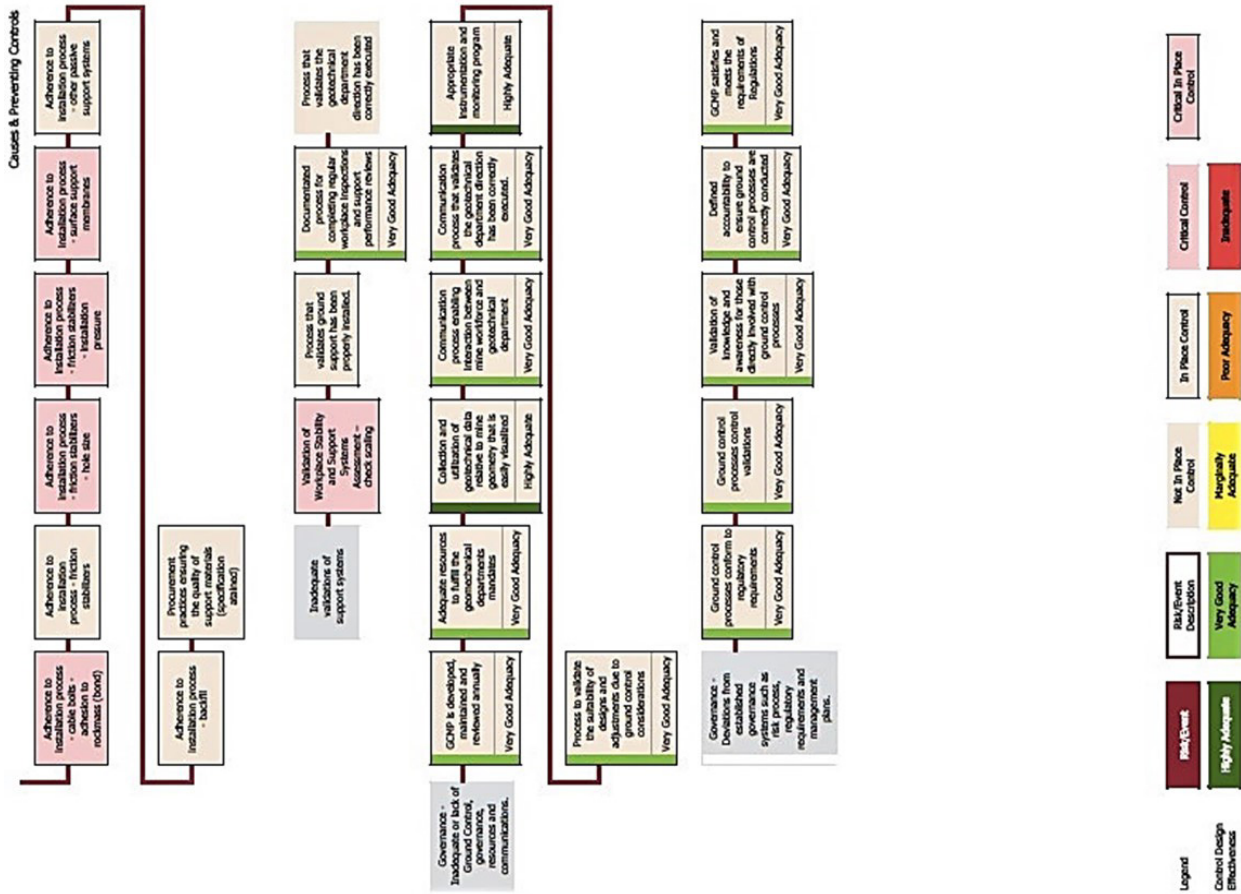 Causes & Preventing Controls
Adherence to
installation process
- cable bolts -
adhesion to
rockmass (bond)
Adherence to
installation
process - friction
stabilizers
Adherence to
installation process
- friction stabilizers
- hole size
Adherence to
installation process
- friction stabilizers
- installation
pressure
Adherence to
installation process
- surface support
membranes
Adherence to
installation process
- other passive
support systems
Adherence to
installation process
- backfill
Procurement
practices ensuring
the quality of
support materials
(specification
atained)
Inadequate
validations of
support systems
Validation of
Workplace Stability
and Support
Systems
Assessment –
check scaling
Process that
validates ground
support has been
properly installed.
Documented
process for
completing regular
workplace Inspections
and support
performance reviews
Very Good Adequacy
Process that
validates the
geotechnical
department
direction has been
correctly executed
Governance -
Inadequate or lack of
Ground Control,
governance,
resources and
communications.
GCMP is developed,
maintained and
reviewed annually
Very Good Adequacy
Adequate resources
to fulfill the
geomechanical
departments
mandates
Very Good Adequacy
Collection and
utilization of
geotechnical data
relative to mine
geometry that is
easily visualized
Highly Adequate
Communication
process enabling
Interaction between
mine workforce and
geotechnical
department
Very Good Adequacy
Communication
process that validates
the geotechnical
department direction
has been correctly
executed.
Very Good Adequacy
Appropriate
Instrumentation and
monitoring program
Highly Adequate
Process to validate
the suitability of
designs and
adjustments due to
ground control
considerations
Very Good Adequacy
Governance -
Deviations from
established
governance
systems such as
risk process,
regulatory
requirements and
management
plans.
Ground control
processes conform to
regulatory
requirements
Very Good Adequacy
Ground control
processes control
validations
Very Good Adequacy
Validation of
knowledge and
awareness for those
directly involved with
ground control
processes
Very Good Adequacy
Defined
accountability to
ensure ground
control processes are
correctly conducted
Very Good Adequacy
GCMP satisfies and
meets the
requirements of
Regulations
Very Good Adequacy
Legend
Risk/Event
Risk/Event
Description
Not In Place
Control
In Place Control
Critical Control
Critical In Place
Control
Control Design
Effectiveness
Highly Adequate
Very Good
Adequacy
Marginally
Adequate
Poor Adequacy
Inadequate